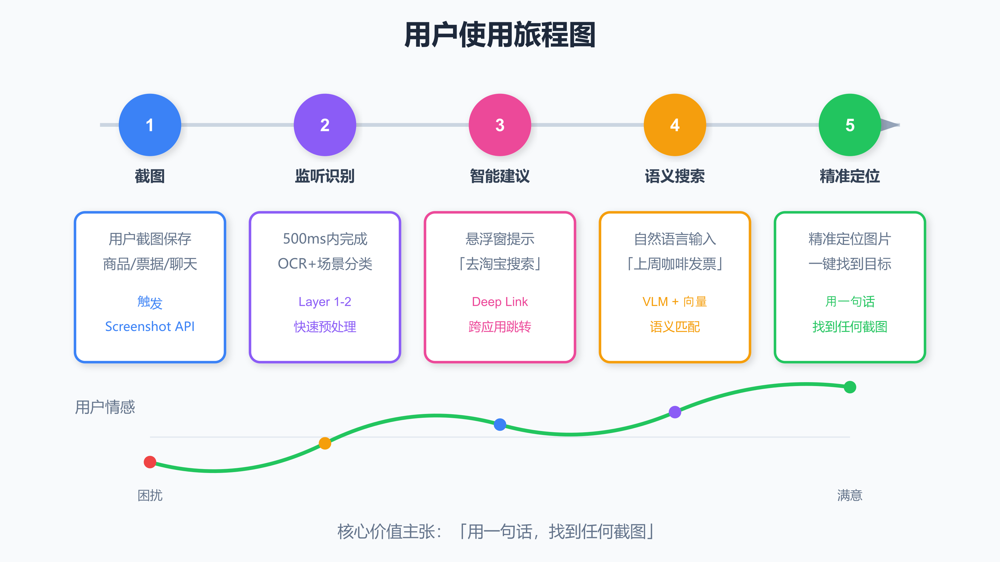 用户使用旅程图
1
2
3
4
5
截图
监听识别
智能建议
语义搜索
精准定位
用户截图保存
商品/票据/聊天
触发
Screenshot API
500ms内完成
OCR+场景分类
Layer 1-2
快速预处理
悬浮窗提示
「去淘宝搜索」
Deep Link
跨应用跳转
自然语言输入
「上周咖啡发票」
VLM + 向量
语义匹配
精准定位图片
一键找到目标
用一句话
找到任何截图
用户情感
困扰
满意
核心价值主张：「用一句话，找到任何截图」